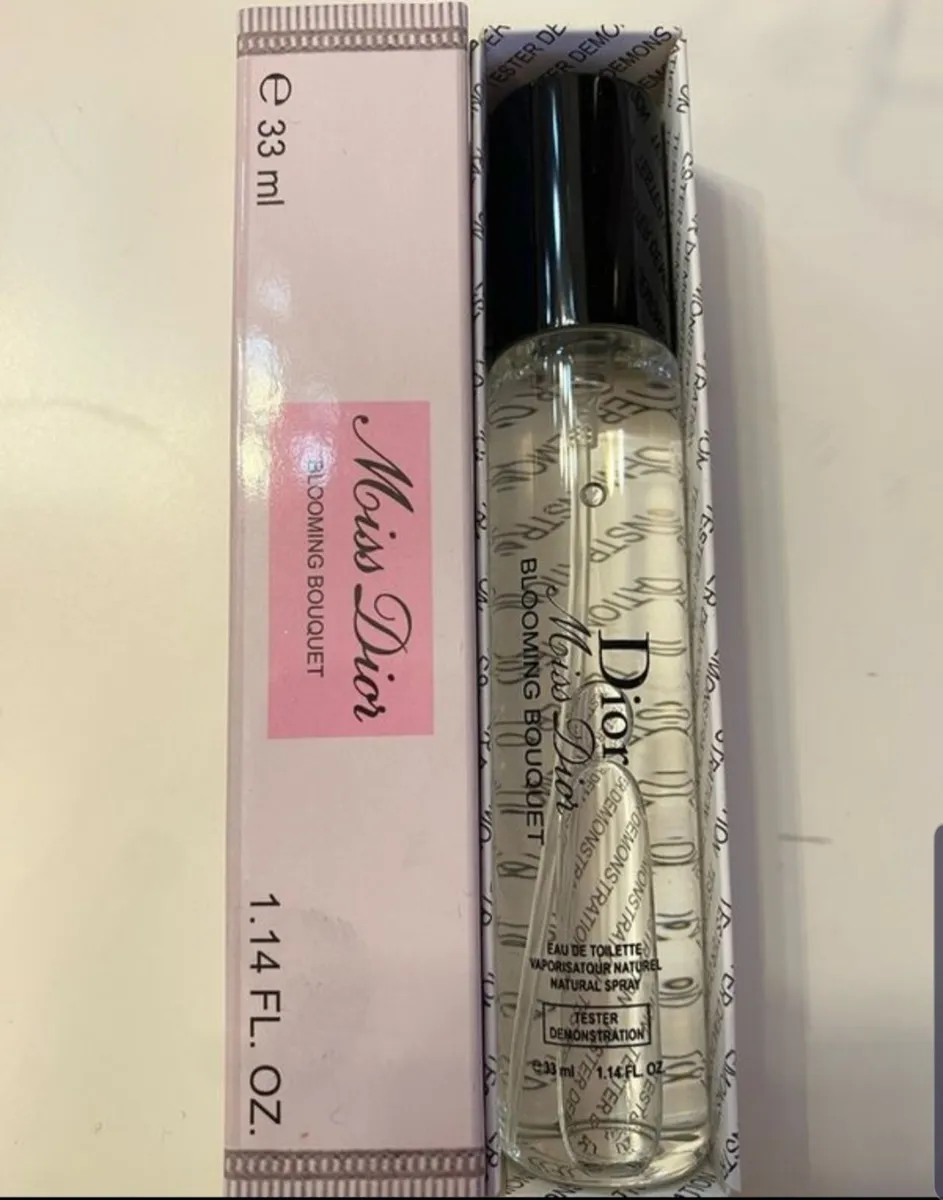 e 33 ml
Miss Dior
BLOOMING BOUQUET
1.14 FL. OZ.
Dior
Miss Dior
BLOOMING BOUQUET
EAU DE TOILETTE
VAPORISATOUR NATUREL
NATURAL SPRAY
TESTER
DEMONSTRATION
e 33 ml 1.14 FL. OZ.